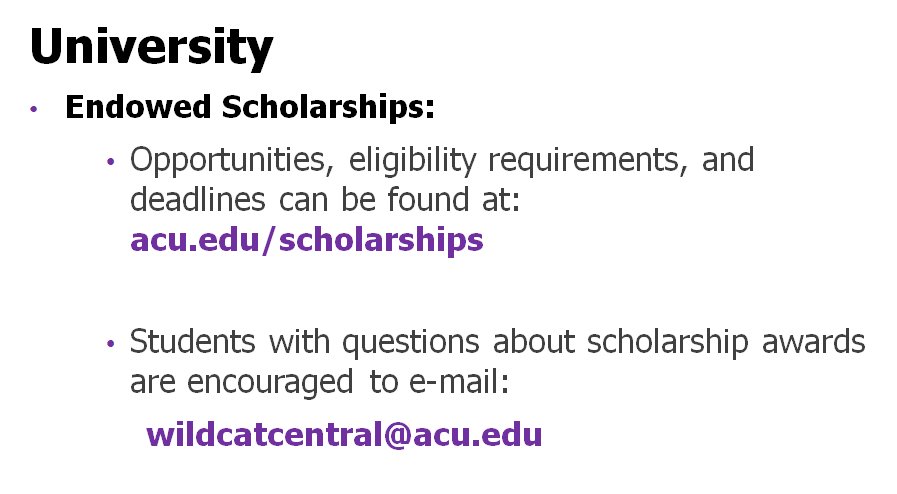 University
• Endowed Scholarships:
• Opportunities, eligibility requirements, and
deadlines can be found at:
acu.edu/scholarships
• Students with questions about scholarship awards
are encouraged to e-mail:
wildcatcentral@acu.edu